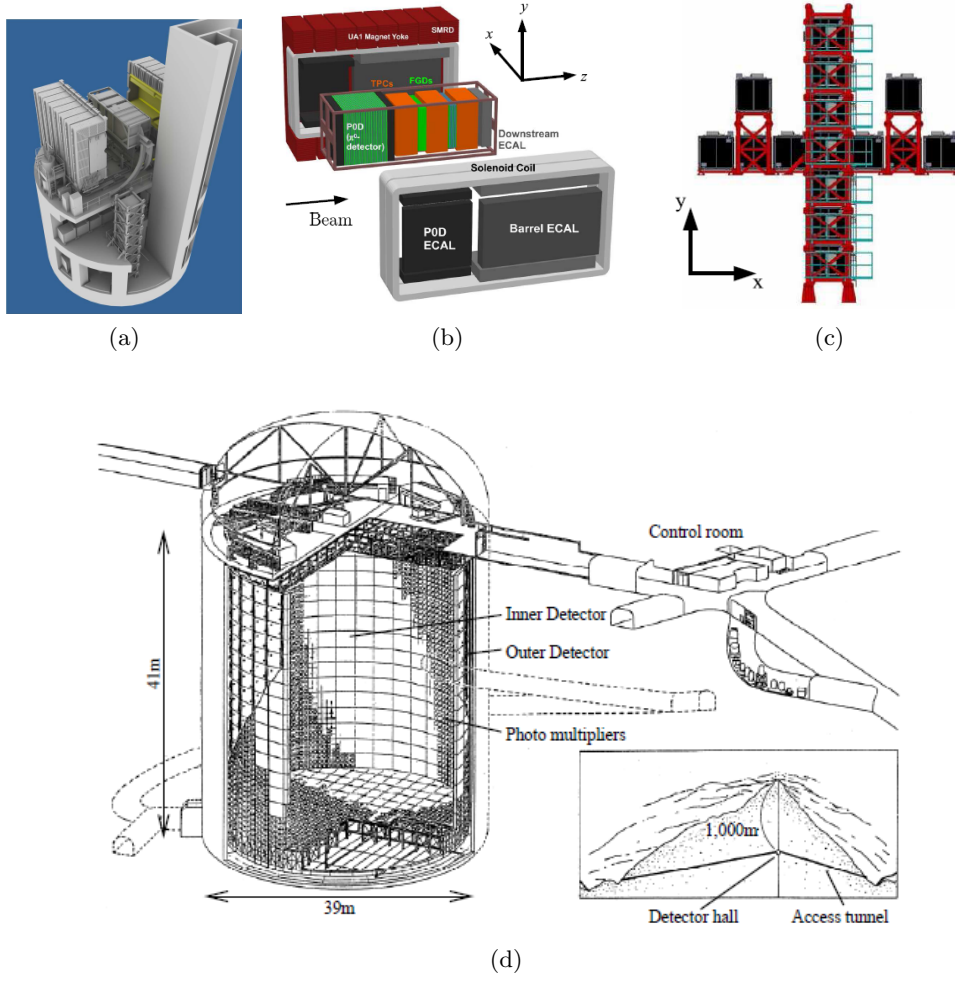 UA1 Magnet Yoke
SMRD
TPCs
FGDs
P0D
(π⁰-
detector)
Downstream
ECAL
Solenoid Coil
Beam
P0D
ECAL
Barrel ECAL
x
y
z
y
x
(a)
(b)
(c)
Control room
Inner Detector
Outer Detector
41m
Photo multipliers
1,000m
39m
Detector hall
Access tunnel
(d)